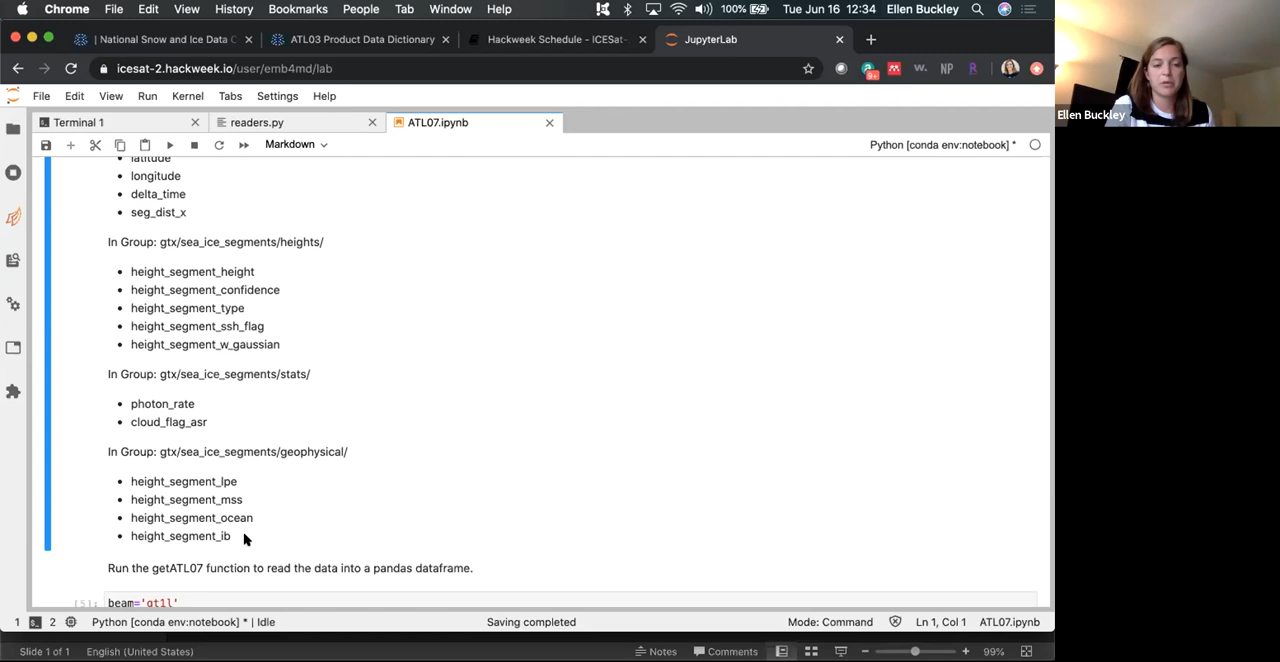 Chrome File Edit View History Bookmarks People Tab Window Help 100% Tue Jun 16 12:34 Ellen Buckley
| National Snow and Ice Data C
ATL03 Product Data Dictionary
Hackweek Schedule - ICESat-
JupyterLab
icesat-2.hackweek.io/user/emb4md/lab
9+
w.
NP
R
Ellen Buckley
File Edit View Run Kernel Tabs Settings Help
Terminal 1
readers.py
ATL07.ipynb
Markdown
Python [conda env:notebook] *
latitude
longitude
delta_time
seg_dist_x
In Group: gtx/sea_ice_segments/heights/
height_segment_height
height_segment_confidence
height_segment_type
height_segment_ssh_flag
height_segment_w_gaussian
In Group: gtx/sea_ice_segments/stats/
photon_rate
cloud_flag_asr
In Group: gtx/sea_ice_segments/geophysical/
height_segment_lpe
height_segment_mss
height_segment_ocean
height_segment_ib
Run the getATL07 function to read the data into a pandas dataframe.
[5]: beam='gt1l'
1 2 Python [conda env:notebook] * | Idle Saving completed Mode: Command Ln 1, Col 1 ATL07.ipynb
Slide 1 of 1 English (United States) Notes Comments 99%